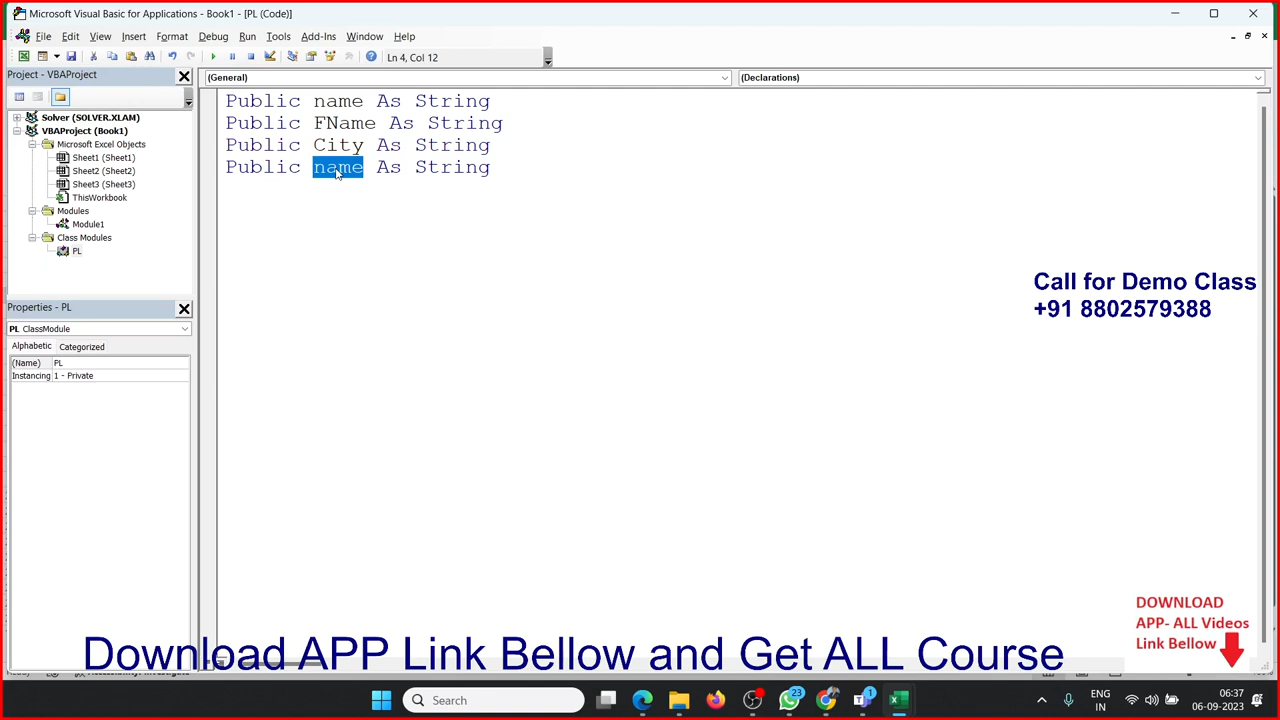 Microsoft Visual Basic for Applications - Book1 - [PL (Code)]
File Edit View Insert Format Debug Run Tools Add-Ins Window Help
Ln 4, Col 12
Project - VBAProject
(General)
(Declarations)
Solver (SOLVER.XLAM)
VBAProject (Book1)
Microsoft Excel Objects
Sheet1 (Sheet1)
Sheet2 (Sheet2)
Sheet3 (Sheet3)
ThisWorkbook
Modules
Module1
Class Modules
PL
Public name As String
Public FName As String
Public City As String
Public name As String
Properties - PL
PL ClassModule
Alphabetic Categorized
(Name) PL
Instancing 1 - Private
Call for Demo Class
+91 8802579388
DOWNLOAD
APP- ALL Videos
Link Bellow
Download APP Link Bellow and Get ALL Course
Search
23
1
ENG
IN
06:37
06-09-2023